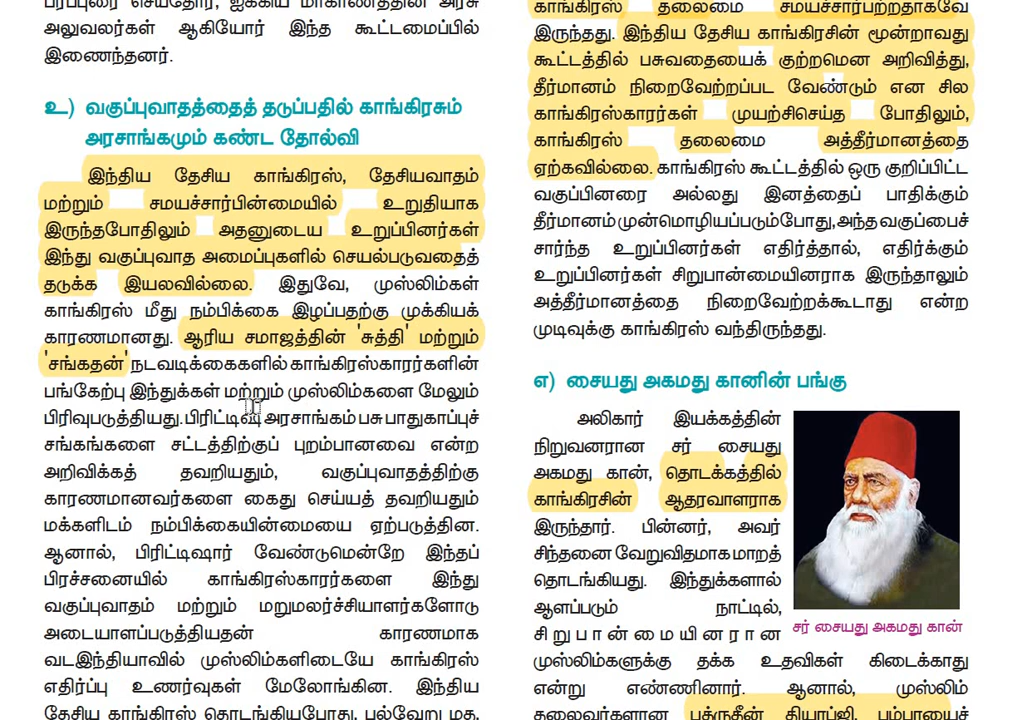 பரப்புரை செய்தோர், ஐக்கிய மாகாணத்தின் அரசு
அலுவலர்கள் ஆகியோர் இந்த கூட்டமைப்பில்
இணைந்தனர்.
உ) வகுப்புவாதத்தைத் தடுப்பதில் காங்கிரசும்
அரசாங்கமும் கண்ட தோல்வி
இந்திய தேசிய காங்கிரஸ், தேசியவாதம்
மற்றும் சமயச்சார்பின்மையில் உறுதியாக
இருந்தபோதிலும் அதனுடைய உறுப்பினர்கள்
இந்து வகுப்புவாத அமைப்புகளில் செயல்படுவதைத்
தடுக்க இயலவில்லை. இதுவே, முஸ்லிம்கள்
காங்கிரஸ் மீது நம்பிக்கை இழப்பதற்கு முக்கியக்
காரணமானது. ஆரிய சமாஜத்தின் 'சுத்தி' மற்றும்
'சங்கதன்' நடவடிக்கைகளில் காங்கிரஸ்காரர்களின்
பங்கேற்பு இந்துக்கள் மற்றும் முஸ்லிம்களை மேலும்
பிரிவுபடுத்தியது. பிரிட்டிஷ் அரசாங்கம் பசு பாதுகாப்புச்
சங்கங்களை சட்டத்திற்குப் புறம்பானவை என்ற
அறிவிக்கத் தவறியதும், வகுப்புவாதத்திற்கு
காரணமானவர்களை கைது செய்யத் தவறியதும்
மக்களிடம் நம்பிக்கையின்மையை ஏற்படுத்தின.
ஆனால், பிரிட்டிஷார் வேண்டுமென்றே இந்தப்
பிரச்சனையில் காங்கிரஸ்காரர்களை இந்து
வகுப்புவாதம் மற்றும் மறுமலர்ச்சியாளர்களோடு
அடையாளப்படுத்தியதன் காரணமாக
வடஇந்தியாவில் முஸ்லிம்களிடையே காங்கிரஸ்
எதிர்ப்பு உணர்வுகள் மேலோங்கின. இந்திய
தேசிய காங்கிரஸ் தொடங்கியபோது, பல்வேறு மத,
காங்கிரஸ் தலைமை சமயச்சார்பற்றதாகவே
இருந்தது. இந்திய தேசிய காங்கிரசின் மூன்றாவது
கூட்டத்தில் பசுவதையைக் குற்றமென அறிவித்து,
தீர்மானம் நிறைவேற்றப்பட வேண்டும் என சில
காங்கிரஸ்காரர்கள் முயற்சிசெய்த போதிலும்,
காங்கிரஸ் தலைமை அத்தீர்மானத்தை
ஏற்கவில்லை. காங்கிரஸ் கூட்டத்தில் ஒரு குறிப்பிட்ட
வகுப்பினரை அல்லது இனத்தைப் பாதிக்கும்
தீர்மானம் முன்மொழியப்படும்போது, அந்த வகுப்பைச்
சார்ந்த உறுப்பினர்கள் எதிர்த்தால், எதிர்க்கும்
உறுப்பினர்கள் சிறுபான்மையினராக இருந்தாலும்
அத்தீர்மானத்தை நிறைவேற்றக்கூடாது என்ற
முடிவுக்கு காங்கிரஸ் வந்திருந்தது.
எ) சையது அகமது கானின் பங்கு
அலிகார் இயக்கத்தின்
நிறுவனரான சர் சையது
அகமது கான், தொடக்கத்தில்
காங்கிரசின் ஆதரவாளராக
இருந்தார். பின்னர், அவர்
சிந்தனை வேறுவிதமாக மாறத்
தொடங்கியது. இந்துக்களால்
ஆளப்படும் நாட்டில்,
சிறுபான்மையினரான
சர் சையது அகமது கான்
முஸ்லிம்களுக்கு தக்க உதவிகள் கிடைக்காது
என்று எண்ணினார். ஆனால், முஸ்லிம்
தலைவர்களான பத்ருதீன் தியாப்ஜி, பம்பாயைச்